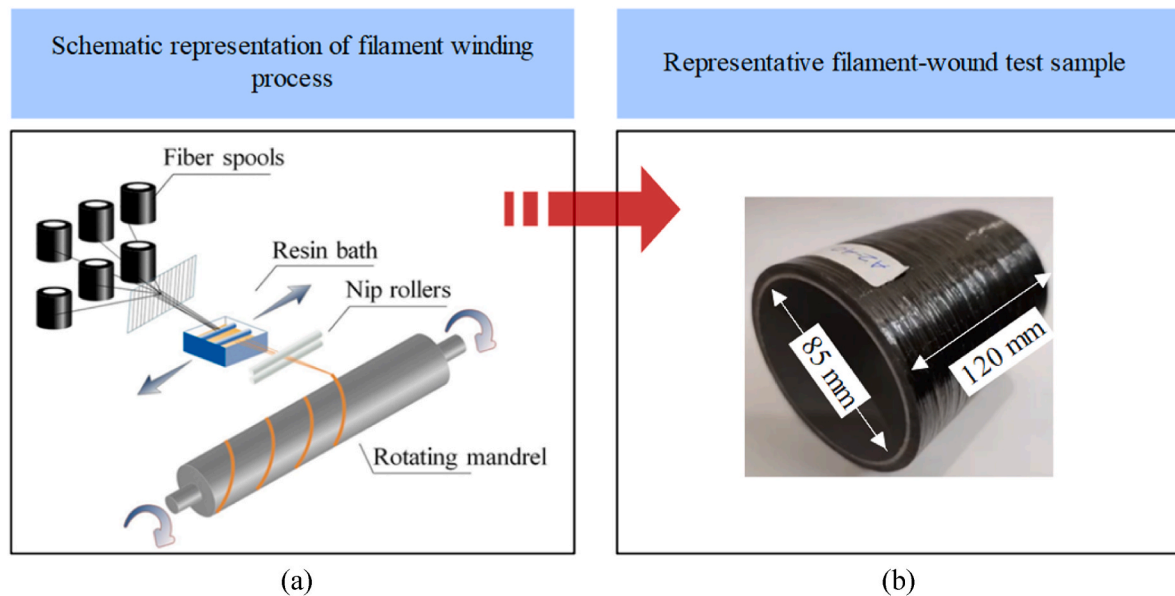 Schematic representation of filament winding
process
Representative filament-wound test sample
Fiber spools
Resin bath
Nip rollers
Rotating mandrel
85 mm
120 mm
(a)
(b)